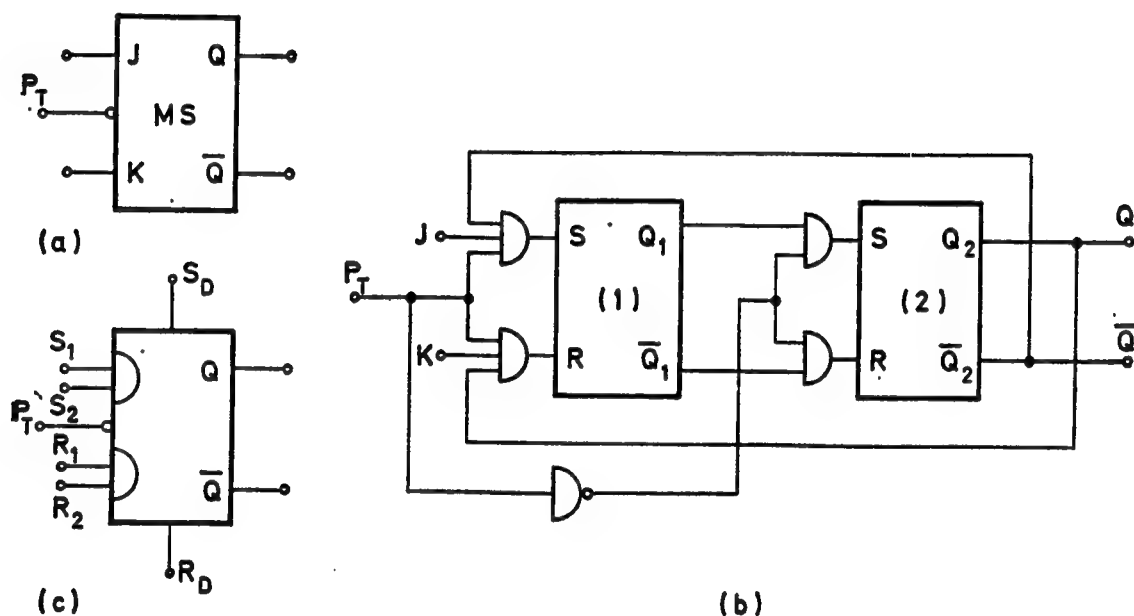 J Q
P_T
MS
K Q̅
(a)
S_D
S_1
Q
P_T S_2
R_1
Q̅
R_2
R_D
(c)
J S Q_1 S Q_2 Q
P_T
(1) (2)
K R Q̅_1 R Q̅_2 Q̅
(b)